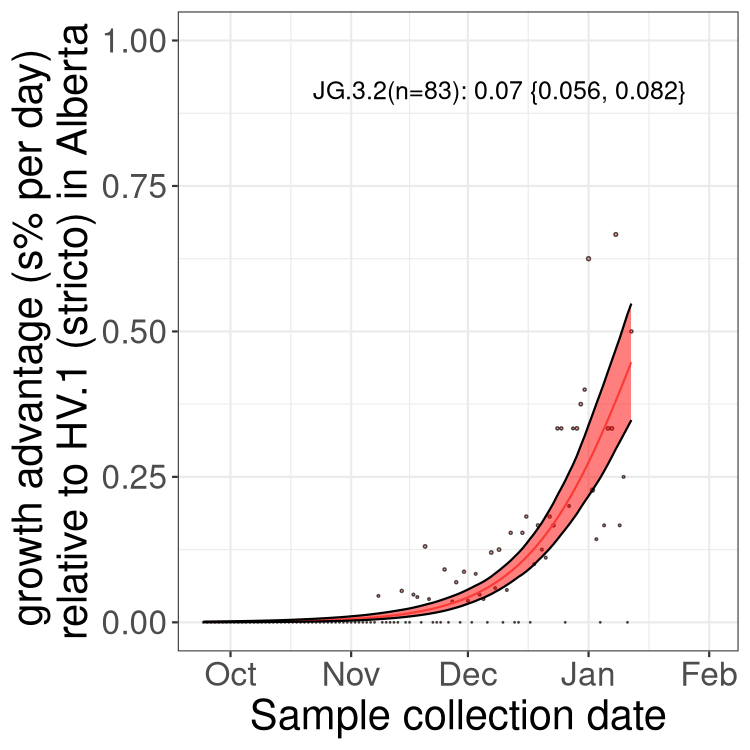 growth advantage (s% per day)
relative to HV.1 (stricto) in Alberta
1.00
0.75
0.50
0.25
0.00
JG.3.2(n=83): 0.07 {0.056, 0.082}
Oct Nov Dec Jan Feb
Sample collection date